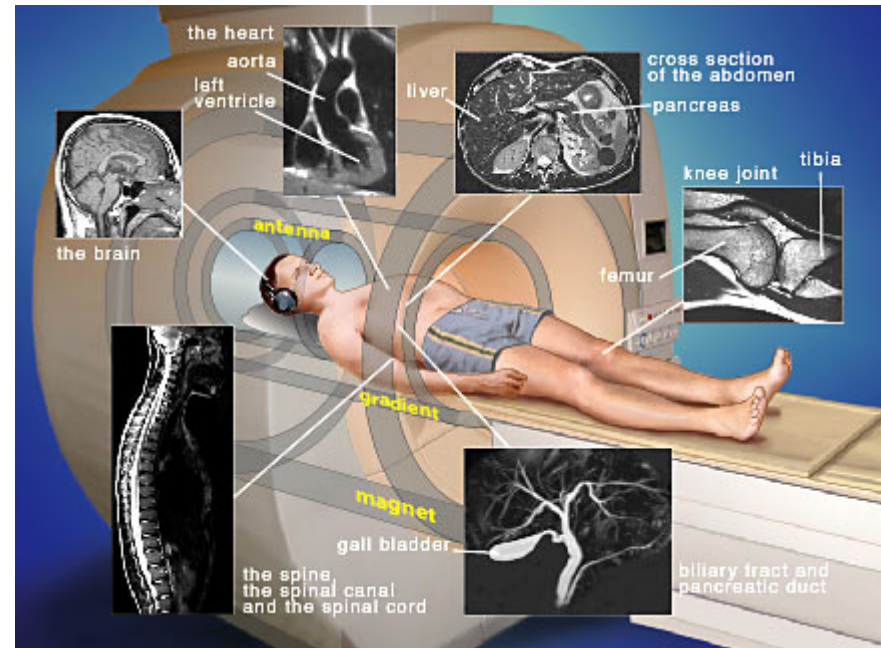 the heart
aorta
left
ventricle
liver
cross section
of the abdomen
pancreas
knee joint
tibia
the brain
antenna
femur
gradient
magnet
gall bladder
the spine,
the spinal canal
and the spinal cord
biliary tract and
pancreatic duct